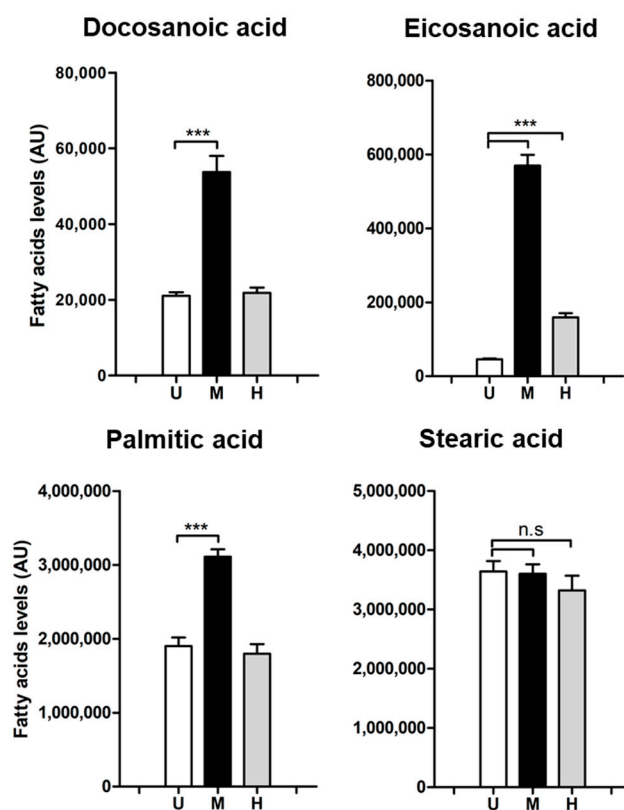 Docosanoic acid
Fatty acids levels (AU)
80,000
60,000
40,000
20,000
0
***
U M H
Eicosanoic acid
800,000
600,000
400,000
200,000
0
***
U M H
Palmitic acid
Fatty acids levels (AU)
4,000,000
3,000,000
2,000,000
1,000,000
0
***
U M H
Stearic acid
5,000,000
4,000,000
3,000,000
2,000,000
1,000,000
0
n.s
U M H